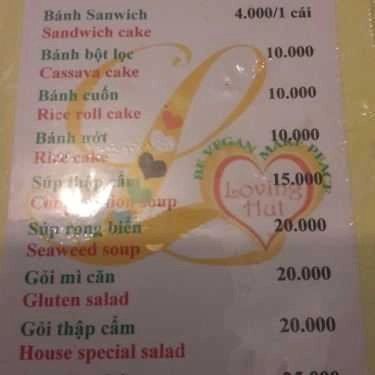 Bánh Sanwich 4.000/1 cái
Sandwich cake
Bánh bột lọc 10.000
Cassava cake
Bánh cuốn 10.000
Rice roll cake
Bánh ướt 10.000
Rice cake
BE VEGAN MAKE PEACE
Súp thập cẩm 15.000
soup
Loving
Hut
Súp rong biển 20.000
Seaweed soup
Gỏi mì căn 20.000
Gluten salad
Gỏi thập cẩm 20.000
House special salad